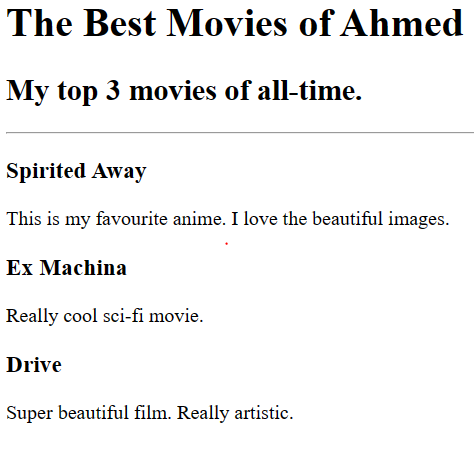 The Best Movies of Ahmed
My top 3 movies of all-time.
Spirited Away
This is my favourite anime. I love the beautiful images.
Ex Machina
Really cool sci-fi movie.
Drive
Super beautiful film. Really artistic.